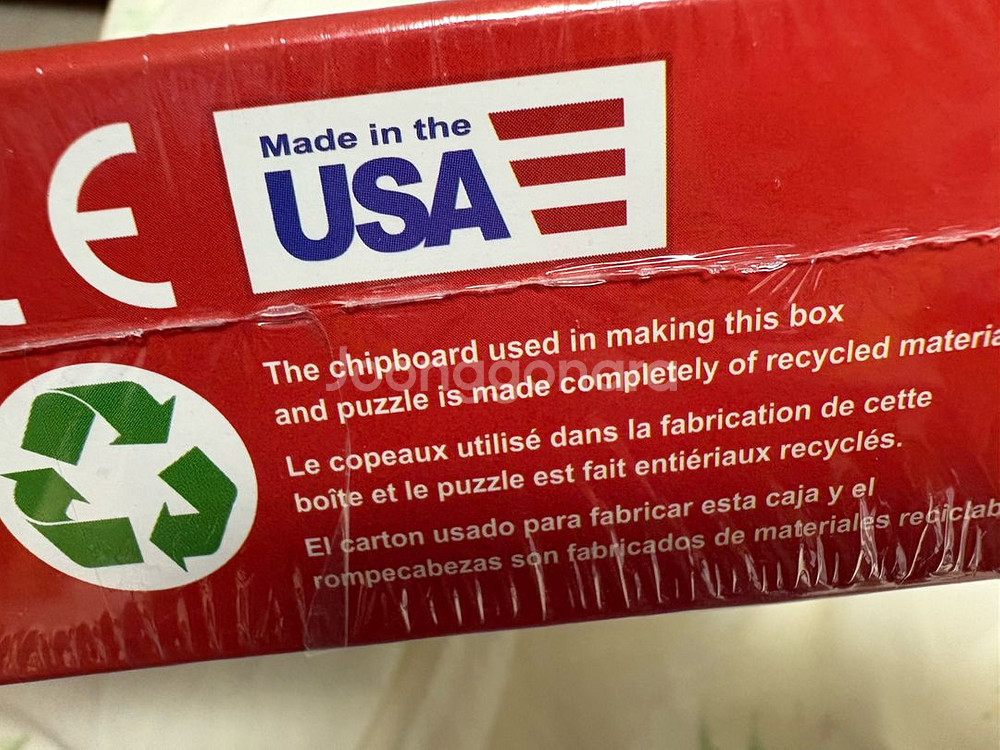 CE
Made in the
USA
The chipboard used in making this box
and puzzle is made completely of recycled
Joonggonara
Le copeaux utilisé dans la fabrication de cette
boîte et le puzzle est fait entiériaux recyclés.
El carton usado para fabricar esta caja y el
rompecabezas son fabricados de materiales